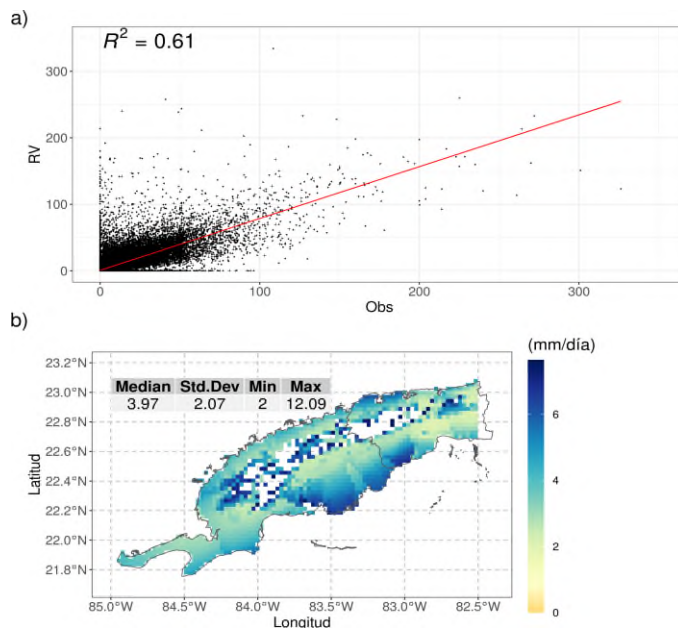 a)
R² = 0.61
300
200
100
0
RV
0 100 200 300
Obs
b)
(mm/día)
23.2°N
23.0°N
22.8°N
22.6°N
22.4°N
22.2°N
22.0°N
21.8°N
Latitud
Median Std.Dev Min Max
3.97 2.07 2 12.09
6
4
2
0
85.0°W 84.5°W 84.0°W 83.5°W 83.0°W 82.5°W
Longitud